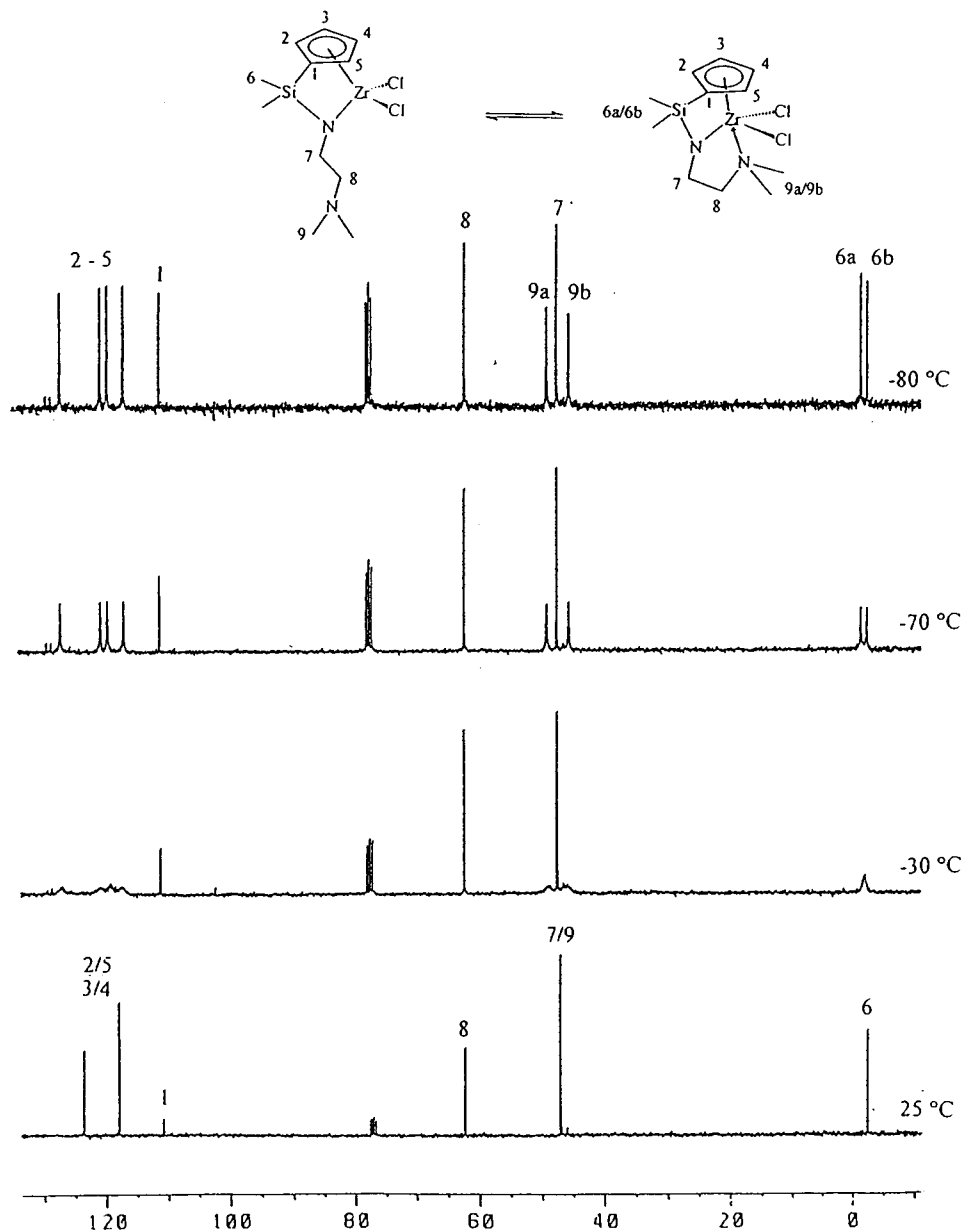 3
2 4
5
6 1
Si Zr Cl
Cl
N
7
8
N
9
3
2 4
5
6a/6b Si 1
Zr Cl
Cl
N N
7
8 9a/9b
2 - 5 1 8 7 6a 6b
9a 9b
-80 °C
-70 °C
-30 °C
2/5 7/9
3/4 8 6
1
25 °C
120 100 80 60 40 20 0